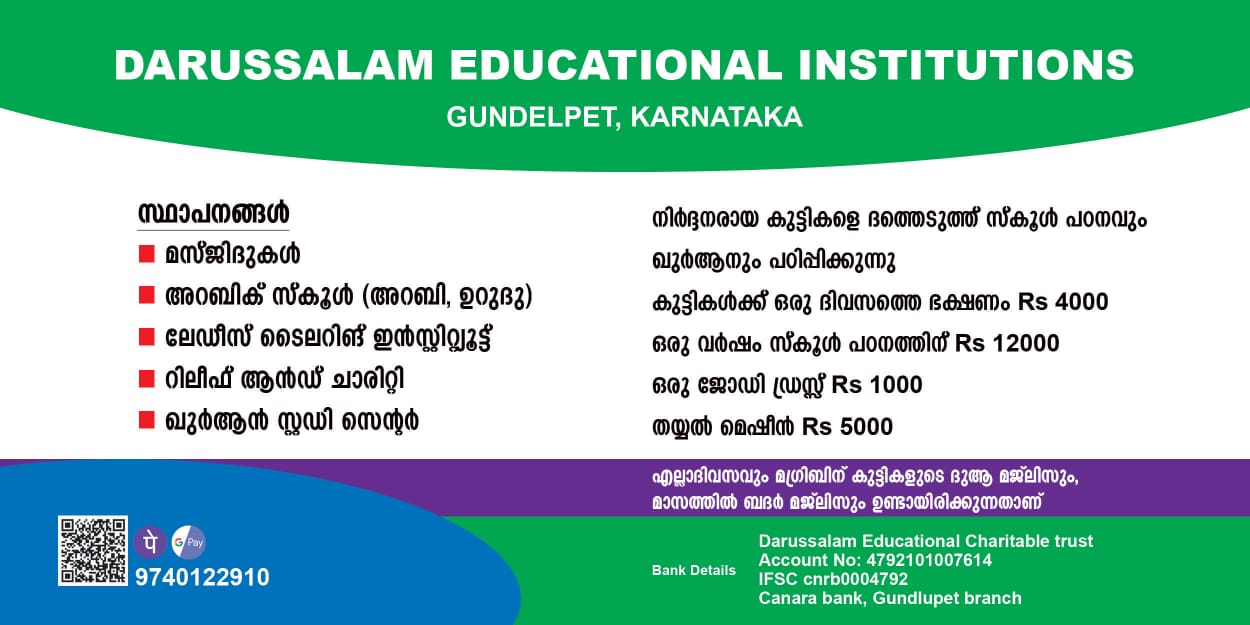 DARUSSALAM EDUCATIONAL INSTITUTIONS
GUNDELPET, KARNATAKA
സ്ഥാപനങ്ങൾ
മസ്ജിദുകൾ
അറബിക് സ്കൂൾ (അറബി, ഉറുദു)
ലേഡീസ് ടൈലറിങ് ഇൻസ്റ്റിറ്റ്യൂട്ട്
റിലീഫ് ആൻഡ് ചാരിറ്റി
ഖുർആൻ സ്റ്റഡി സെന്റർ
നിർദ്ദനരായ കുട്ടികളെ ദത്തെടുത്ത് സ്കൂൾ പഠനവും
ഖുർആനും പഠിപ്പിക്കുന്നു
കുട്ടികൾക്ക് ഒരു ദിവസത്തെ ഭക്ഷണം Rs 4000
ഒരു വർഷം സ്കൂൾ പഠനത്തിന് Rs 12000
ഒരു ജോഡി ഡ്രസ്സ് Rs 1000
തയ്യൽ മെഷീൻ Rs 5000
എല്ലാദിവസവും മഗ്രിബിന് കുട്ടികളുടെ ദുആ മജ്ലിസും,
മാസത്തിൽ ബദർ മജ്ലിസും ഉണ്ടായിരിക്കുന്നതാണ്
पे G Pay
9740122910
Bank Details
Darussalam Educational Charitable trust
Account No: 4792101007614
IFSC cnrb0004792
Canara bank, Gundlupet branch